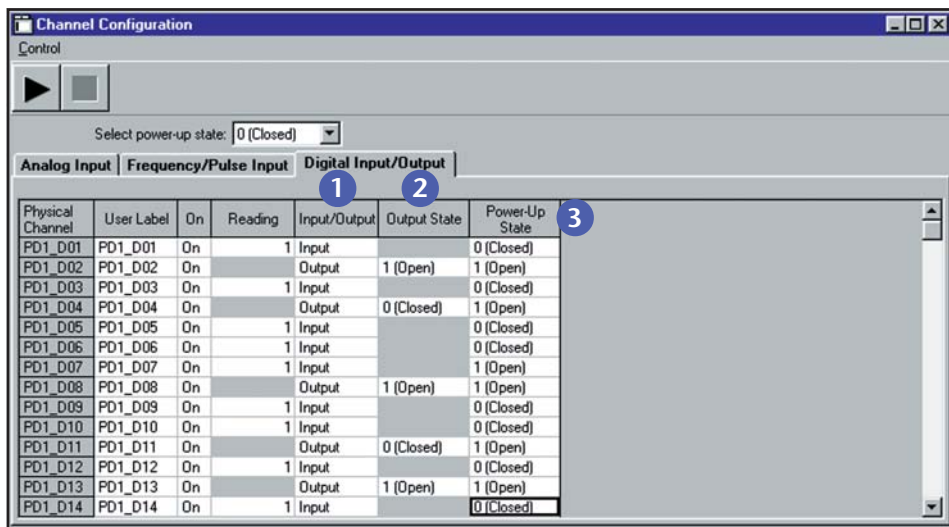 Channel Configuration
Control
Select power-up state: 0 (Closed)
Analog Input Frequency/Pulse Input Digital Input/Output
1 2
Physical Channel User Label On Reading Input/Output Output State Power-Up State 3
PD1_D01 PD1_D01 On 1 Input 0 (Closed)
PD1_D02 PD1_D02 On Output 1 (Open) 1 (Open)
PD1_D03 PD1_D03 On 1 Input 0 (Closed)
PD1_D04 PD1_D04 On Output 0 (Closed) 1 (Open)
PD1_D05 PD1_D05 On 1 Input 0 (Closed)
PD1_D06 PD1_D06 On 1 Input 0 (Closed)
PD1_D07 PD1_D07 On 1 Input 1 (Open)
PD1_D08 PD1_D08 On Output 1 (Open) 1 (Open)
PD1_D09 PD1_D09 On 1 Input 0 (Closed)
PD1_D10 PD1_D10 On 1 Input 0 (Closed)
PD1_D11 PD1_D11 On Output 0 (Closed) 1 (Open)
PD1_D12 PD1_D12 On 1 Input 0 (Closed)
PD1_D13 PD1_D13 On Output 1 (Open) 1 (Open)
PD1_D14 PD1_D14 On 1 Input 0 (Closed)